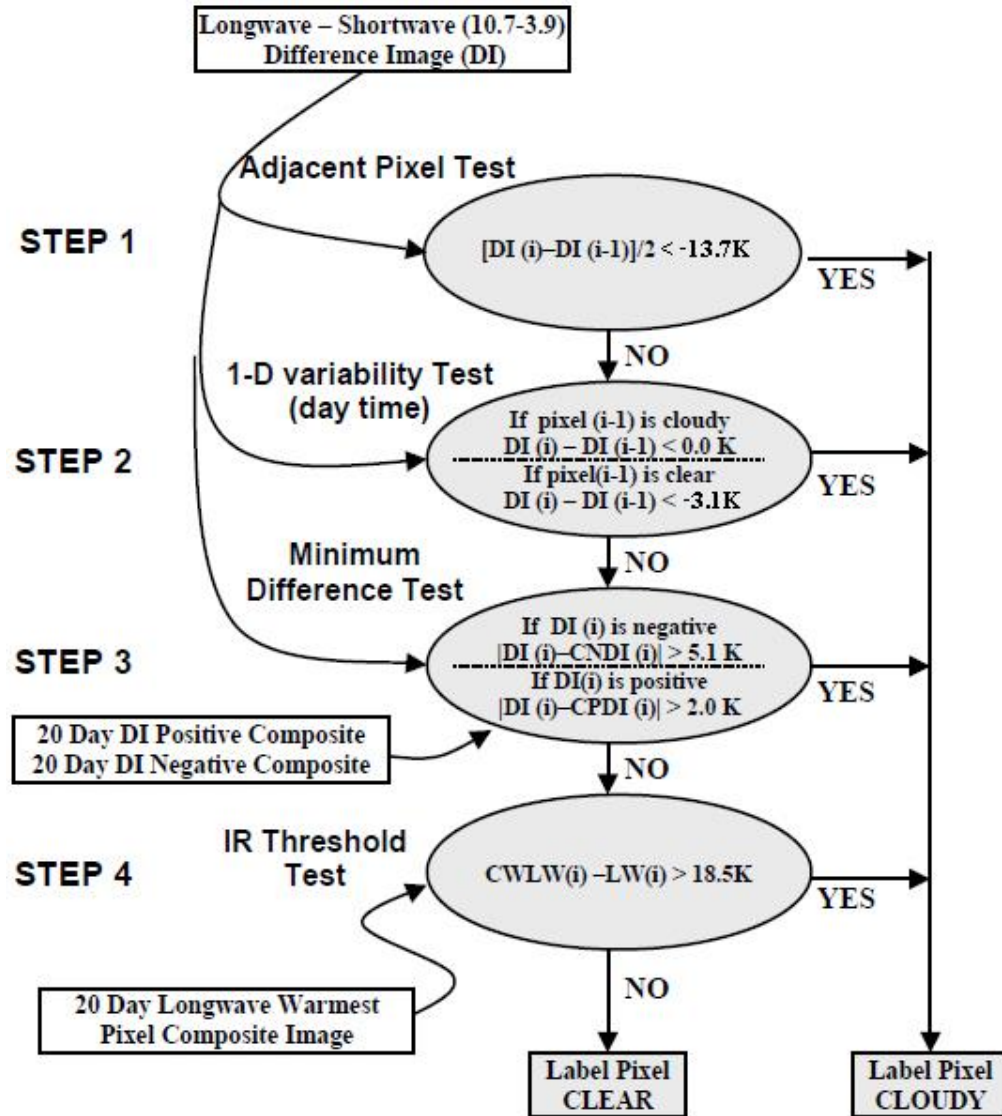 Longwave – Shortwave (10.7-3.9)
Difference Image (DI)
Adjacent Pixel Test
STEP 1
[DI (i)–DI (i-1)]/2 < -13.7K
YES
NO
1-D variability Test
(day time)
STEP 2
If pixel (i-1) is cloudy
DI (i) – DI (i-1) < 0.0 K
If pixel(i-1) is clear
DI (i) – DI (i-1) < -3.1K
YES
NO
Minimum
Difference Test
STEP 3
If DI (i) is negative
|DI (i)–CNDI (i)| > 5.1 K
If DI(i) is positive
|DI (i)–CPDI (i)| > 2.0 K
YES
20 Day DI Positive Composite
20 Day DI Negative Composite
NO
IR Threshold
Test
STEP 4
CWLW(i) –LW(i) > 18.5K
YES
NO
20 Day Longwave Warmest
Pixel Composite Image
Label Pixel
CLEAR
Label Pixel
CLOUDY